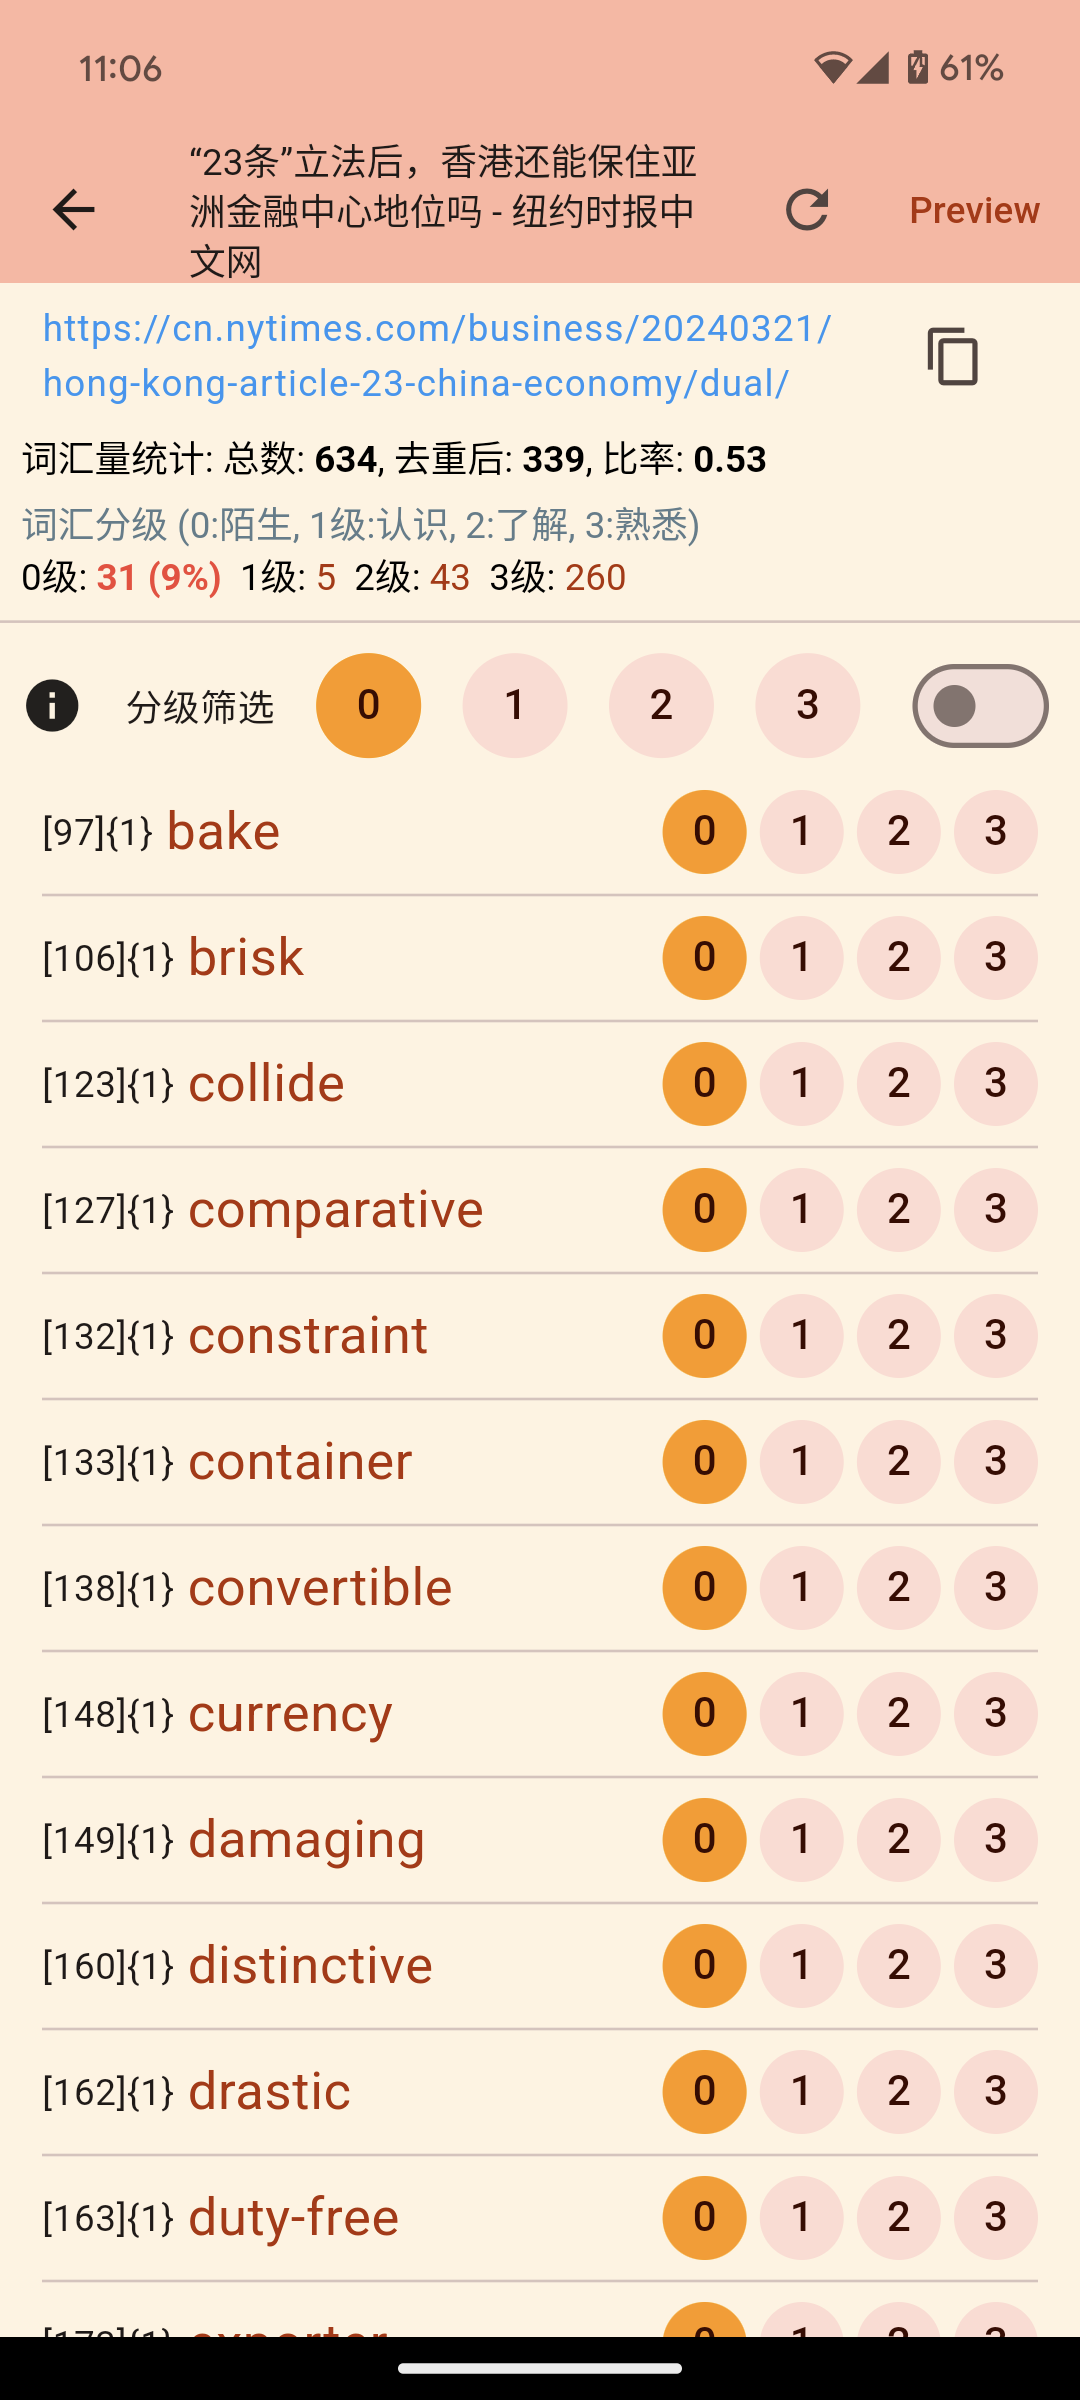 11:06 61%
“23条”立法后，香港还能保住亚
洲金融中心地位吗 - 纽约时报中
文网
Preview
https://cn.nytimes.com/business/20240321/
hong-kong-article-23-china-economy/dual/
词汇量统计: 总数: 634, 去重后: 339, 比率: 0.53
词汇分级 (0:陌生, 1级:认识, 2:了解, 3:熟悉)
0级: 31 (9%) 1级: 5 2级: 43 3级: 260
分级筛选 0 1 2 3
[97]{1} bake 0 1 2 3
[106]{1} brisk 0 1 2 3
[123]{1} collide 0 1 2 3
[127]{1} comparative 0 1 2 3
[132]{1} constraint 0 1 2 3
[133]{1} container 0 1 2 3
[138]{1} convertible 0 1 2 3
[148]{1} currency 0 1 2 3
[149]{1} damaging 0 1 2 3
[160]{1} distinctive 0 1 2 3
[162]{1} drastic 0 1 2 3
[163]{1} duty-free 0 1 2 3
exporter 0 1 2 3